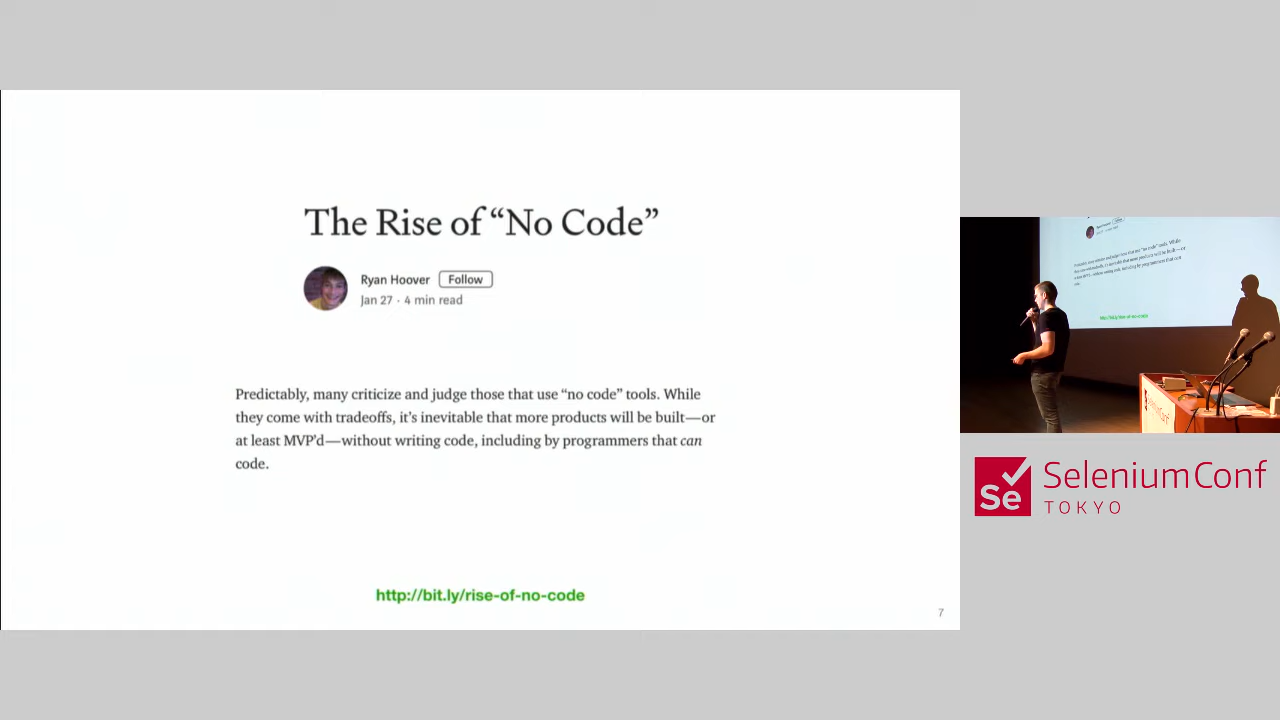 The Rise of “No Code”
Ryan Hoover Follow
Jan 27 · 4 min read
Predictably, many criticize and judge those that use “no code” tools. While
they come with tradeoffs, it’s inevitable that more products will be built—or
at least MVP’d—without writing code, including by programmers that can
code.
http://bit.ly/rise-of-no-code
7
Se
SeleniumConf
TOKYO